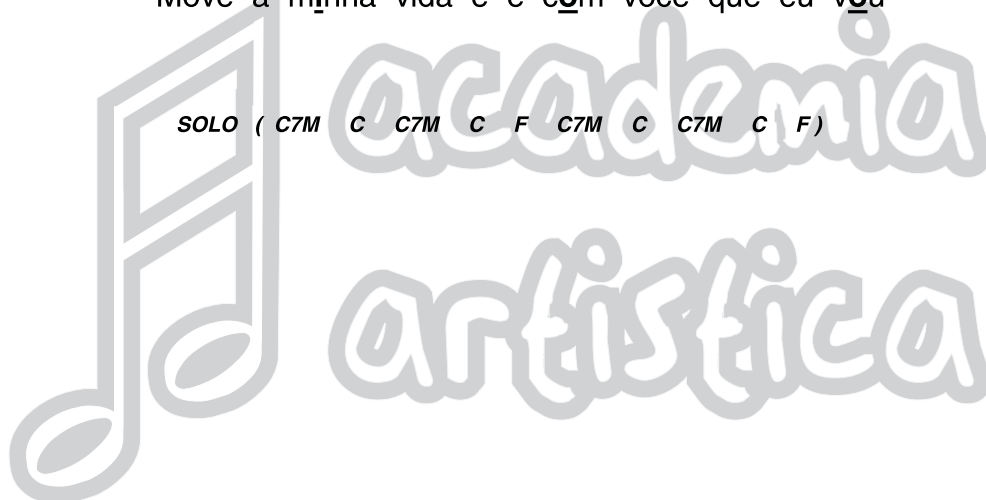 Move a minha vida e é com você que eu vou
SOLO ( C7M C C7M C F C7M C C7M C F )
academia
artistica